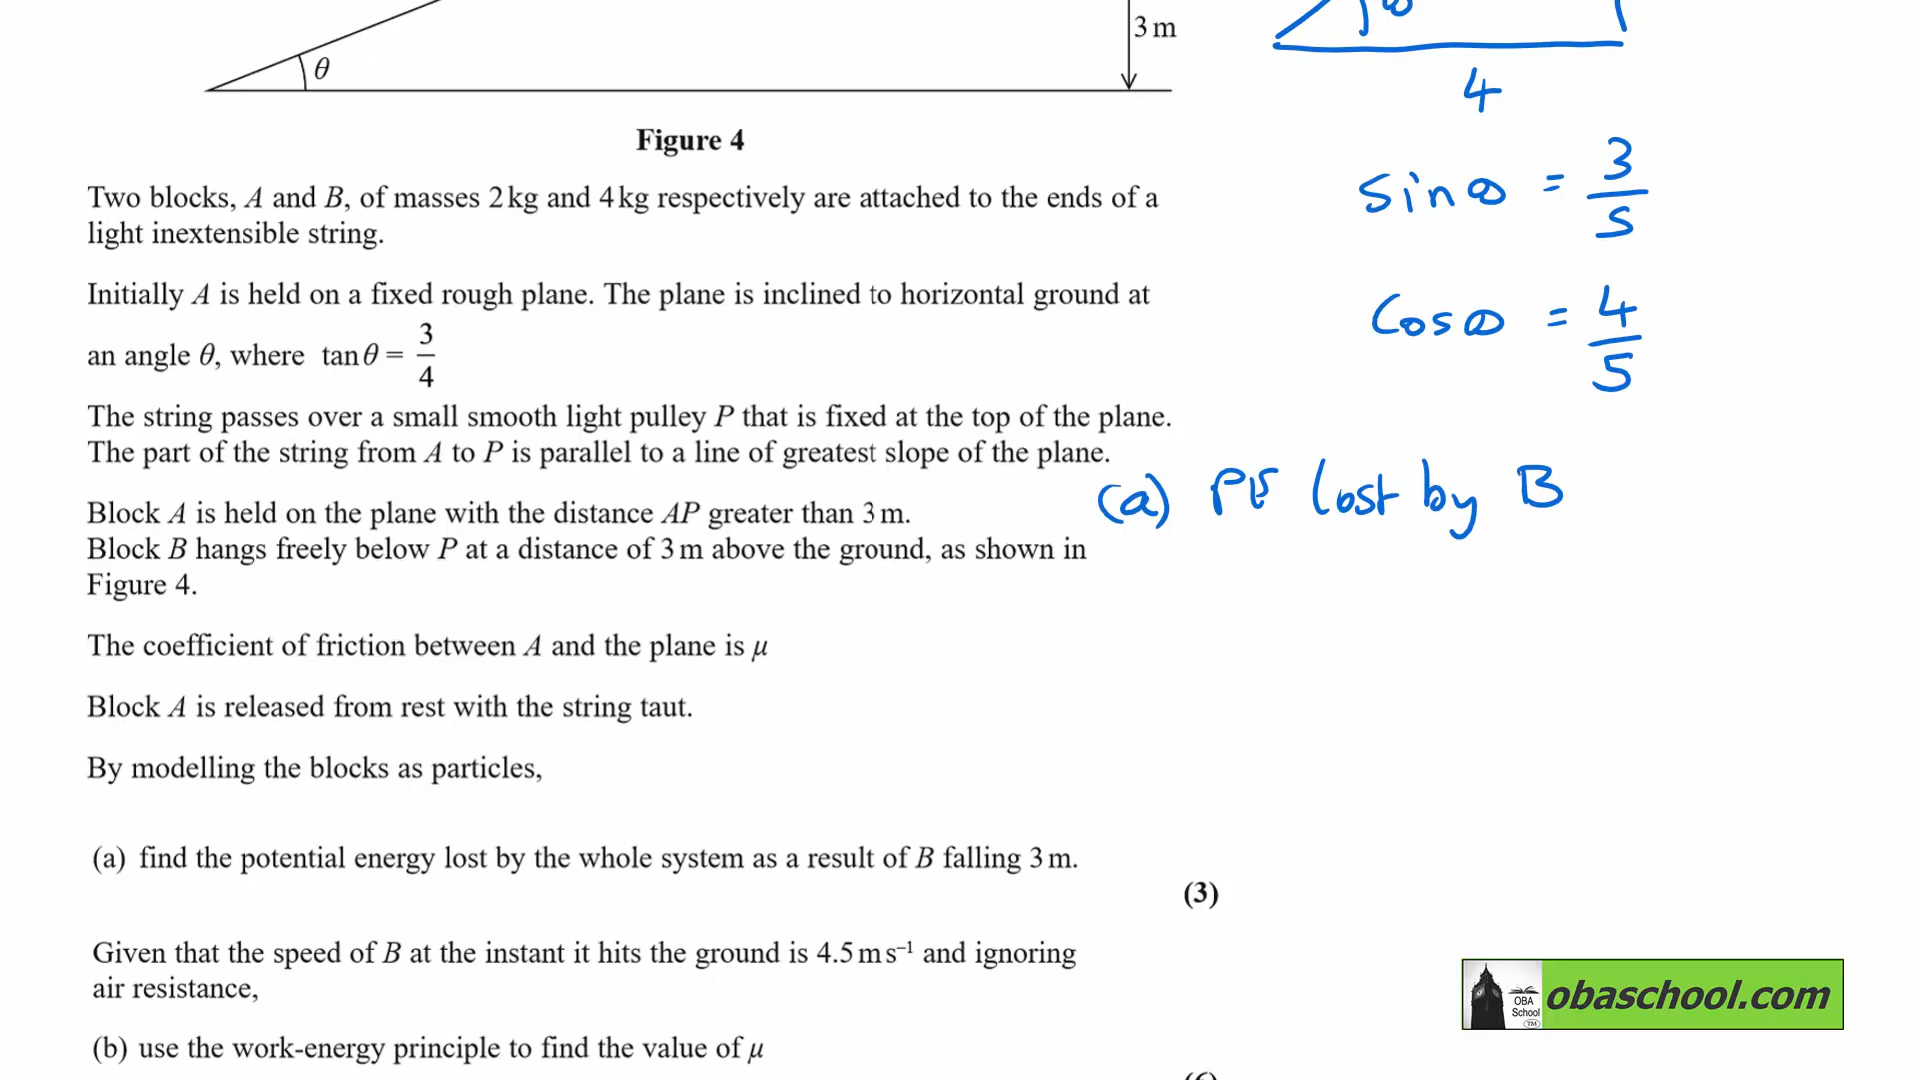 3 m
θ
4
Figure 4
sin θ = 3/5
Two blocks, A and B, of masses 2 kg and 4 kg respectively are attached to the ends of a
light inextensible string.
Initially A is held on a fixed rough plane. The plane is inclined to horizontal ground at
cos θ = 4/5
an angle θ, where tan θ = 3/4
The string passes over a small smooth light pulley P that is fixed at the top of the plane.
The part of the string from A to P is parallel to a line of greatest slope of the plane.
(a) PE lost by B
Block A is held on the plane with the distance AP greater than 3 m.
Block B hangs freely below P at a distance of 3 m above the ground, as shown in
Figure 4.
The coefficient of friction between A and the plane is μ
Block A is released from rest with the string taut.
By modelling the blocks as particles,
(a) find the potential energy lost by the whole system as a result of B falling 3 m.
(3)
Given that the speed of B at the instant it hits the ground is 4.5 m s⁻¹ and ignoring
air resistance,
OBA
School
TM
obaschool.com
(b) use the work-energy principle to find the value of μ